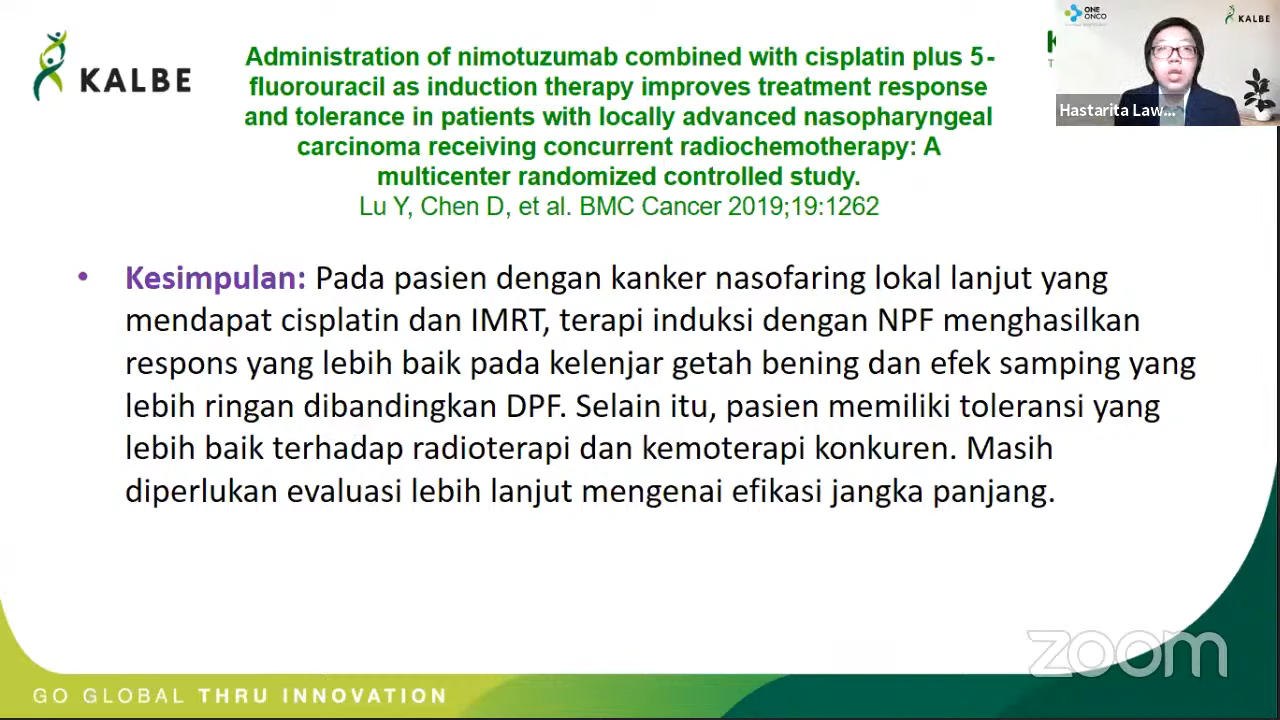 KALBE
Administration of nimotuzumab combined with cisplatin plus 5-
fluorouracil as induction therapy improves treatment response
and tolerance in patients with locally advanced nasopharyngeal
carcinoma receiving concurrent radiochemotherapy: A
multicenter randomized controlled study.
Lu Y, Chen D, et al. BMC Cancer 2019;19:1262
ONE
ONCO
KALBE
Hastarita Law...
• Kesimpulan: Pada pasien dengan kanker nasofaring lokal lanjut yang
mendapat cisplatin dan IMRT, terapi induksi dengan NPF menghasilkan
respons yang lebih baik pada kelenjar getah bening dan efek samping yang
lebih ringan dibandingkan DPF. Selain itu, pasien memiliki toleransi yang
lebih baik terhadap radioterapi dan kemoterapi konkuren. Masih
diperlukan evaluasi lebih lanjut mengenai efikasi jangka panjang.
zoom
GO GLOBAL THRU INNOVATION